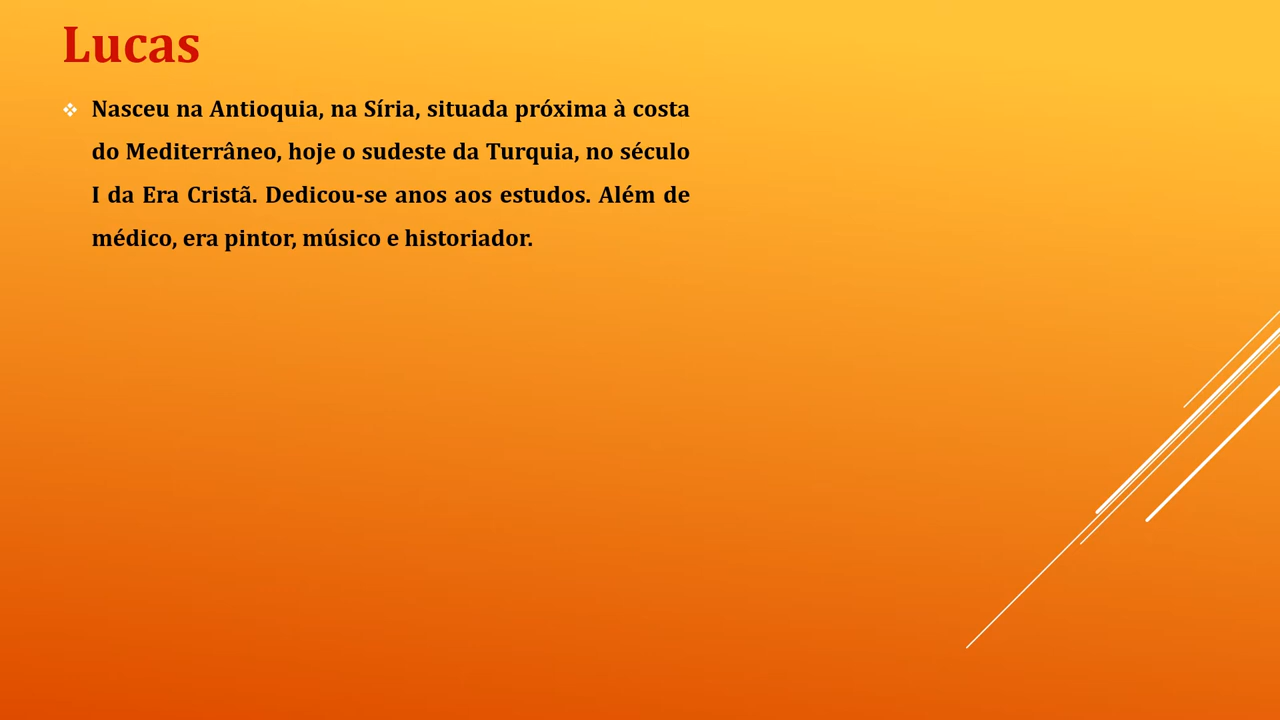 Lucas
Nasceu na Antioquia, na Síria, situada próxima à costa
do Mediterrâneo, hoje o sudeste da Turquia, no século
I da Era Cristã. Dedicou-se anos aos estudos. Além de
médico, era pintor, músico e historiador.